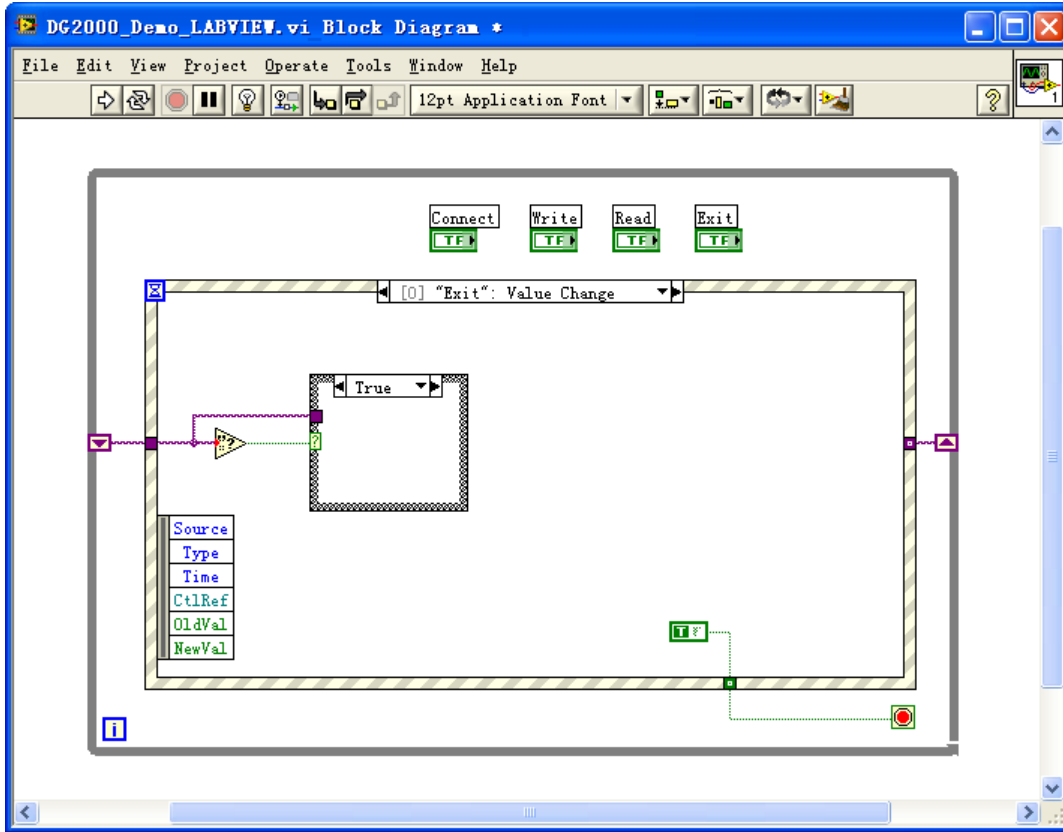 DG2000_Demo_LABVIEW.vi Block Diagram *
File Edit View Project Operate Tools Window Help
12pt Application Font
?
1
Connect Write Read Exit
TF TF TF TF
[0] "Exit": Value Change
True
?
?
Source
Type
Time
CtlRef
OldVal
NewVal
T
i